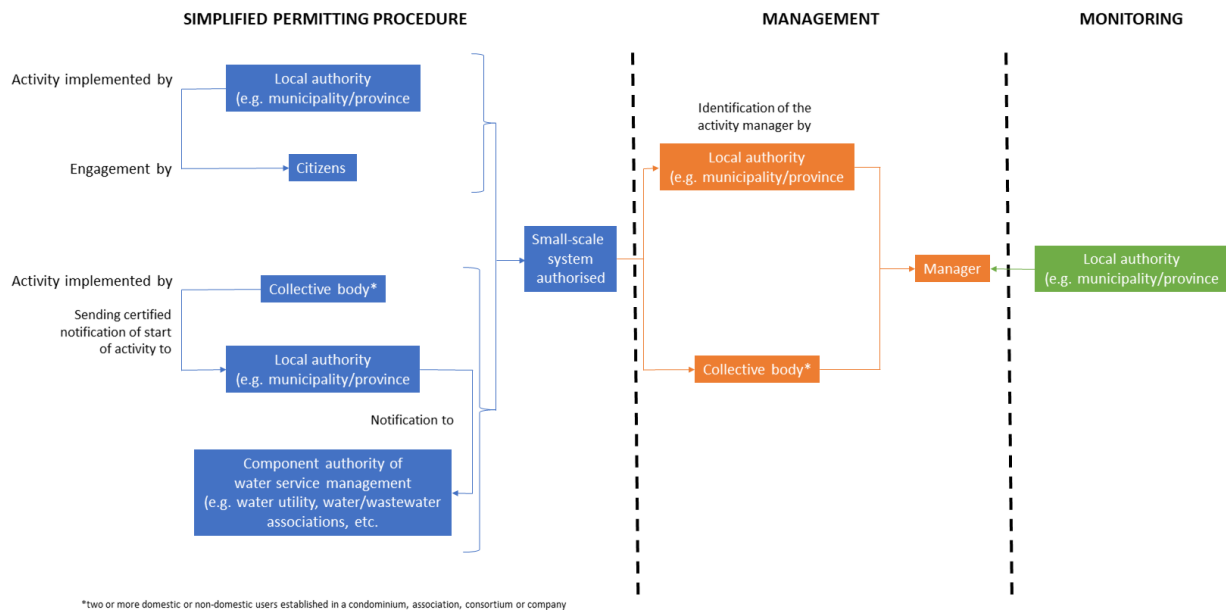 SIMPLIFIED PERMITTING PROCEDURE
MANAGEMENT
MONITORING
Activity implemented by
Local authority
(e.g. municipality/province
Engagement by
Citizens
Activity implemented by
Collective body*
Sending certified
notification of start
of activity to
Local authority
(e.g. municipality/province
Notification to
Component authority of
water service management
(e.g. water utility, water/wastewater
associations, etc.
Small-scale
system
authorised
Identification of the
activity manager by
Local authority
(e.g. municipality/province
Collective body*
Manager
Local authority
(e.g. municipality/province
*two or more domestic or non-domestic users established in a condominium, association, consortium or company